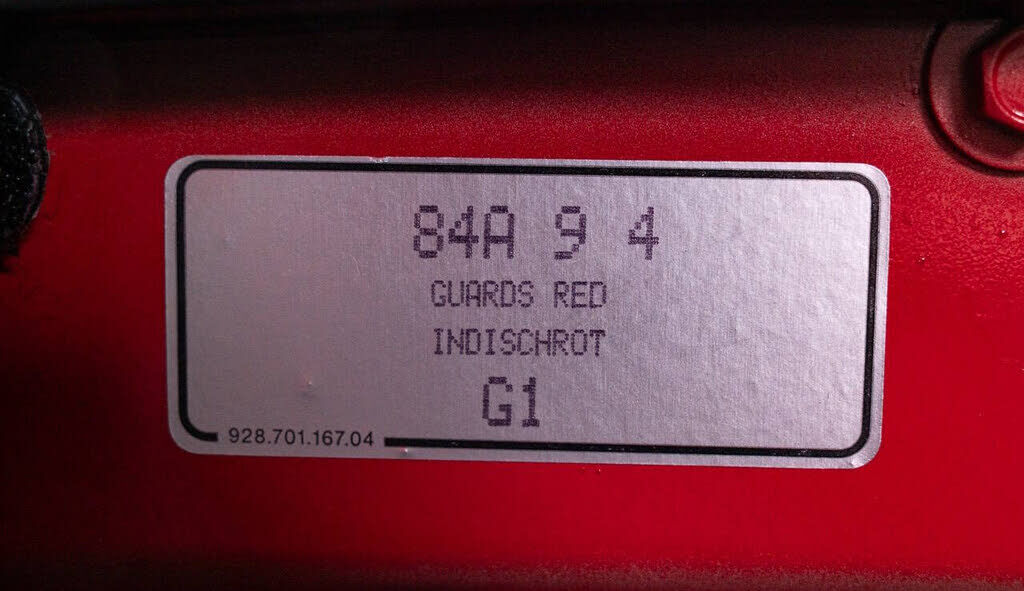 84A 9 4
GUARDS RED
INDISCHROT
G1
928.701.167.04